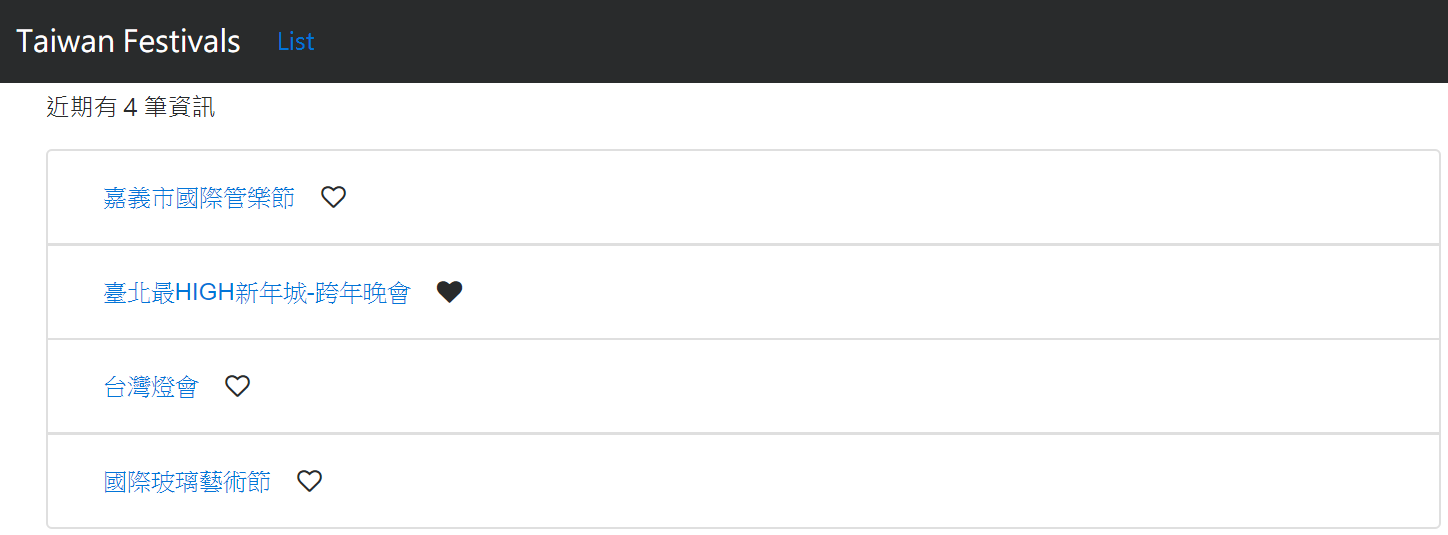 Taiwan Festivals List
近期有 4 筆資訊
嘉義市國際管樂節
臺北最HIGH新年城-跨年晚會
台灣燈會
國際玻璃藝術節